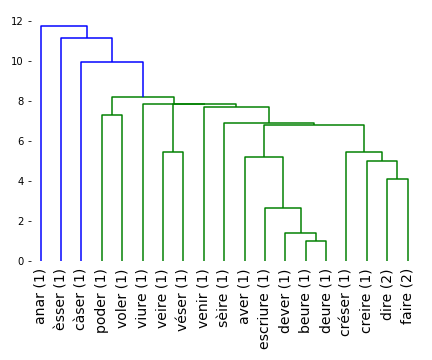 12
10
8
6
4
2
0
anar (1)
èsser (1)
càser (1)
poder (1)
voler (1)
viure (1)
veire (1)
véser (1)
venir (1)
sèire (1)
aver (1)
escriure (1)
dever (1)
beure (1)
deure (1)
créser (1)
creire (1)
dire (2)
faire (2)